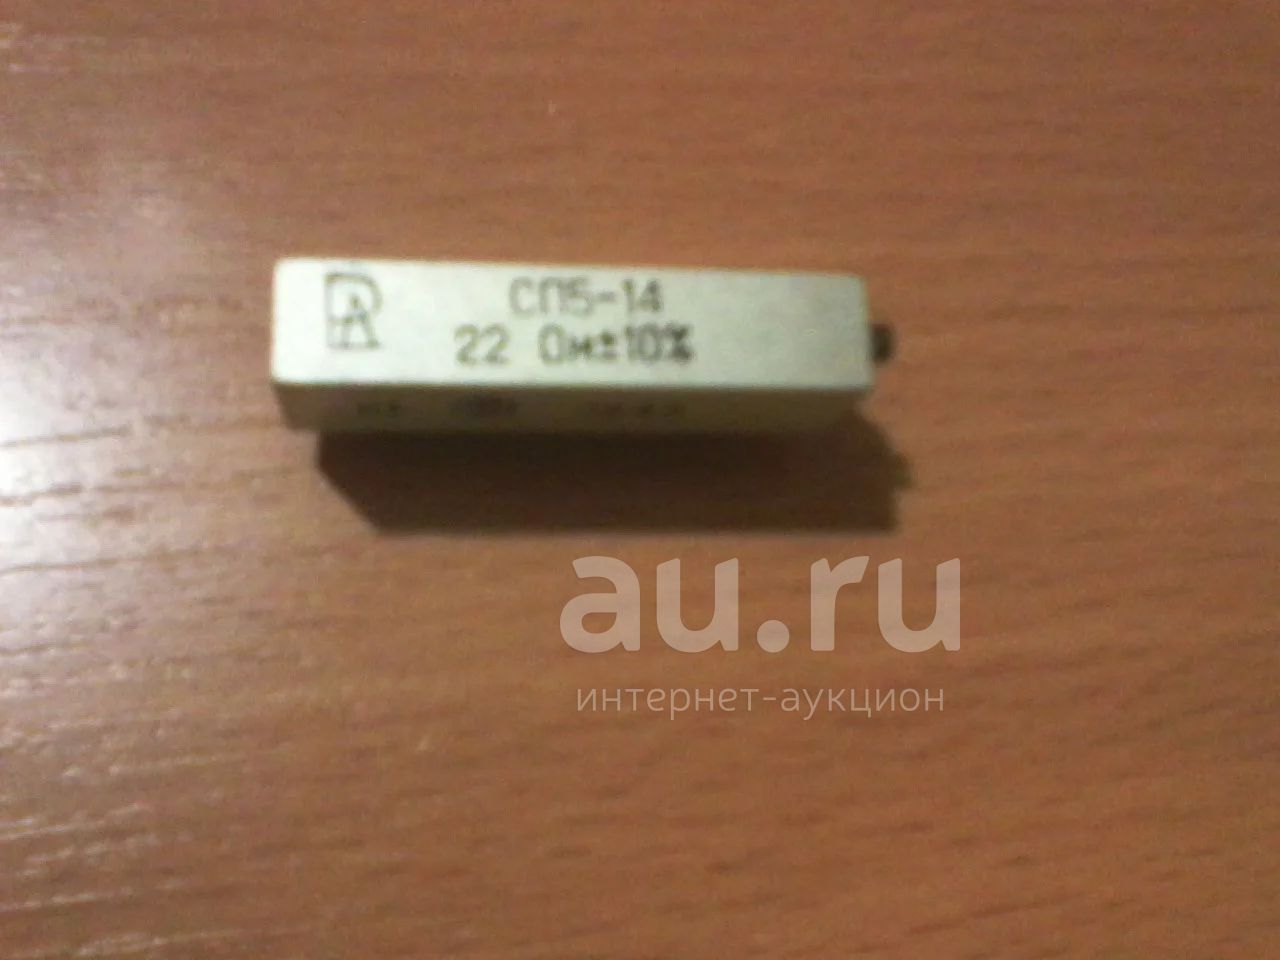 СП5-14
22 Ом±10%
au.ru
интернет-аукцион